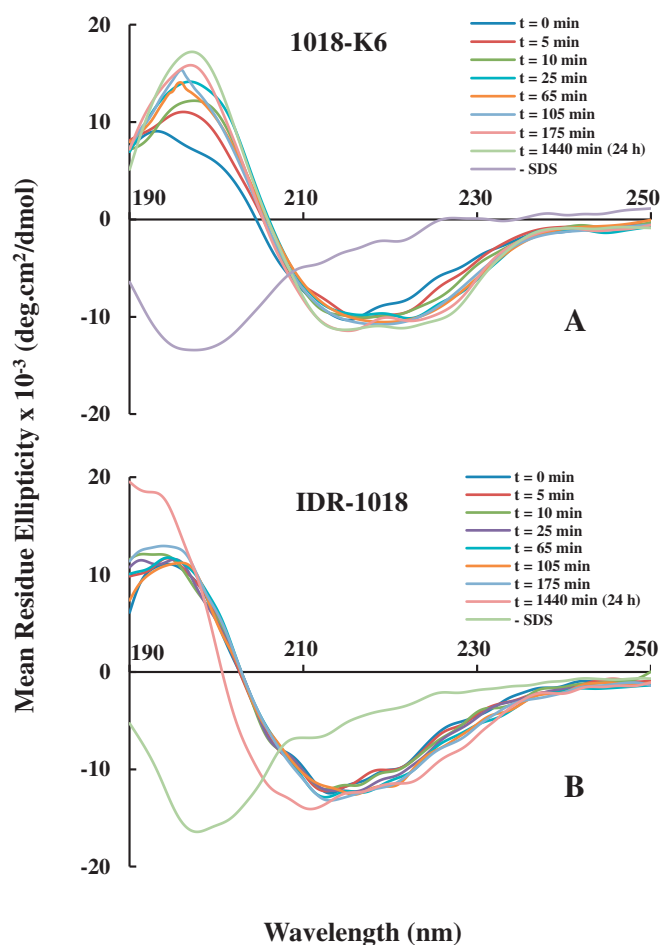 20
1018-K6
t = 0 min
t = 5 min
t = 10 min
t = 25 min
t = 65 min
t = 105 min
t = 175 min
t = 1440 min (24 h)
- SDS
10
190
210
230
250
0
-10
A
-20
Mean Residue Ellipticity x 10-3 (deg.cm2/dmol)
20
IDR-1018
t = 0 min
t = 5 min
t = 10 min
t = 25 min
t = 65 min
t = 105 min
t = 175 min
t = 1440 min (24 h)
- SDS
10
190
210
230
250
0
-10
B
-20
Wavelength (nm)